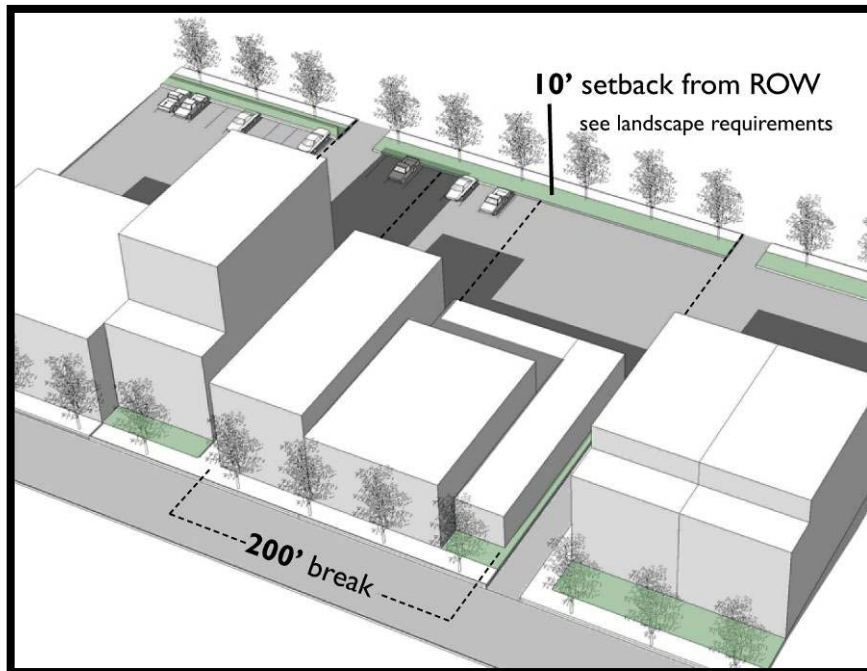 10’ setback from ROW
see landscape requirements
200’ break